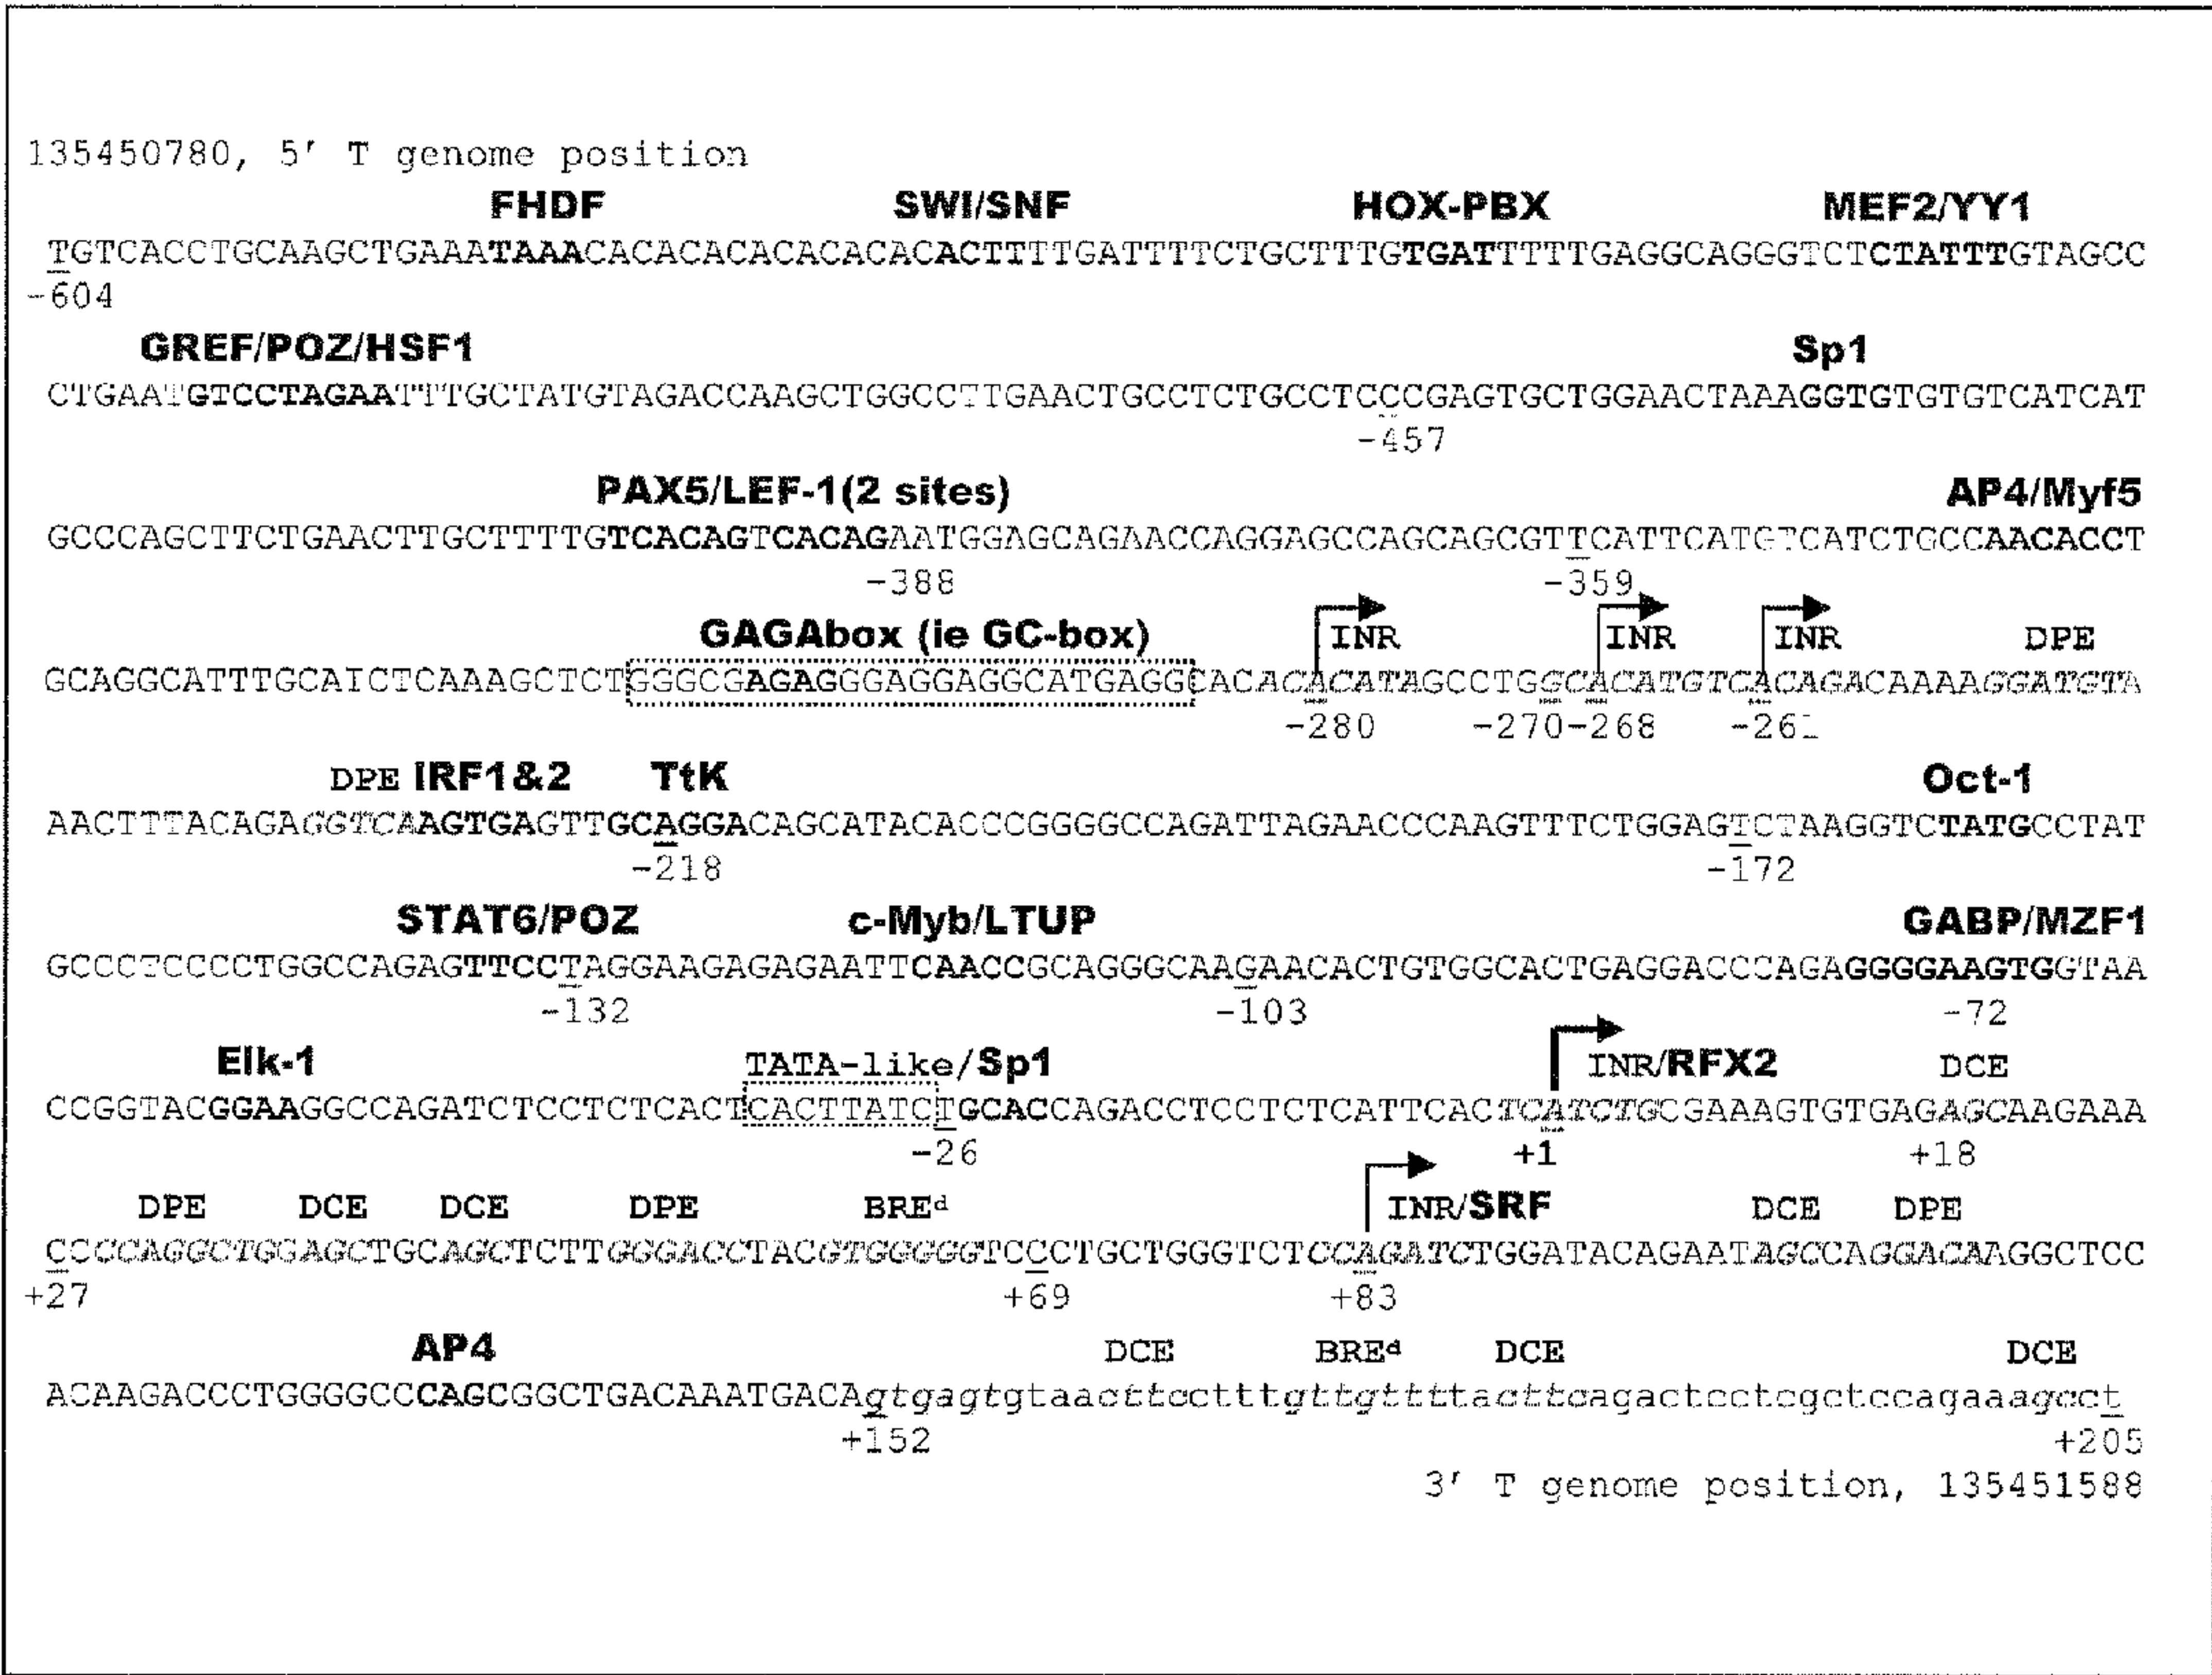 135450780, 5' T genome position
FHDF SWI/SNF HOX-PBX MEF2/YY1
TGTCACCTGCAAGCTGAAATAAACACACACACACACACACTTTTGATTTTCTGCTTTGTGATTTTTGAGGCAGGGTCTCTATTTGTAGCC
-604
GREF/POZ/HSF1 Sp1
CTGAATGTCCTAGAATTTGCTATGTAGACCAAGCTGGCCTTGAACTGCCTCTGCCTCCCGAGTGCTGGAACTAAAGGTGTGTGTCATCAT
-457
PAX5/LEF-1(2 sites) AP4/Myf5
GCCCAGCTTCTGAACTTGCTTTTGTCACAGTCACAGAATGGAGCAGAACCAGGAGCCAGCAGCGTTCATTCATGTCATCTGCCAACACCT
-388 -359
GAGAbox (ie GC-box) INR INR INR DPE
GCAGGCATTTGCATCTCAAAGCTCTGGGCGAGAGGGAGGAGGCATGAGGCACACACATAGCCTGGCACATGTCACAGACAAAAGGATGTA
-280 -270 -268 -261
DPE IRF1&2 TtK Oct-1
AACTTTACAGAGGTCAAAGTGAGTTGCAGGACAGCATACACCCGGGGCCAGATTAGAACCCAAGTTTCTGGAGTCTAAGGTCTATGCCTAT
-218 -172
STAT6/POZ c-Myb/LTUP GABP/MZF1
GCCCTCCCCTGGCCAGAGTTCCTAGGAAGAGAGAATTCAACCGCAGGGCAAGAACACTGTGGCACTGAGGACCCAGAGGGGAAGTGGTAA
-132 -103 -72
Elk-1 TATA-like/Sp1 INR/RFX2 DCE
CCGGTACGGAAGGCCAGATCTCCTCTCACTCACTTATCTGCACCAGACCTCCTCTCATTCACTCATCTGCGAAAGTGTGAGAGCAAGAAA
-26 +1 +18
DPE DCE DCE DPE BREd INR/SRF DCE DPE
CCCCAGGCTGGAGCTGCAGCTCTTGGGACCTACGTGGGGGTCCCTGCTGGGTCTCCAGATCTGGATACAGAATAGCCAGGACAAGGCTCC
+27 +69 +83
AP4 DCE BREd DCE DCE
ACAAGACCCTGGGGCCCAGCGGCTGACAAATGACAgtgagtgtaacttcctttgttgttttacttcagactcctcgctccagaaagcct
+152 +205
3' T genome position, 135451588